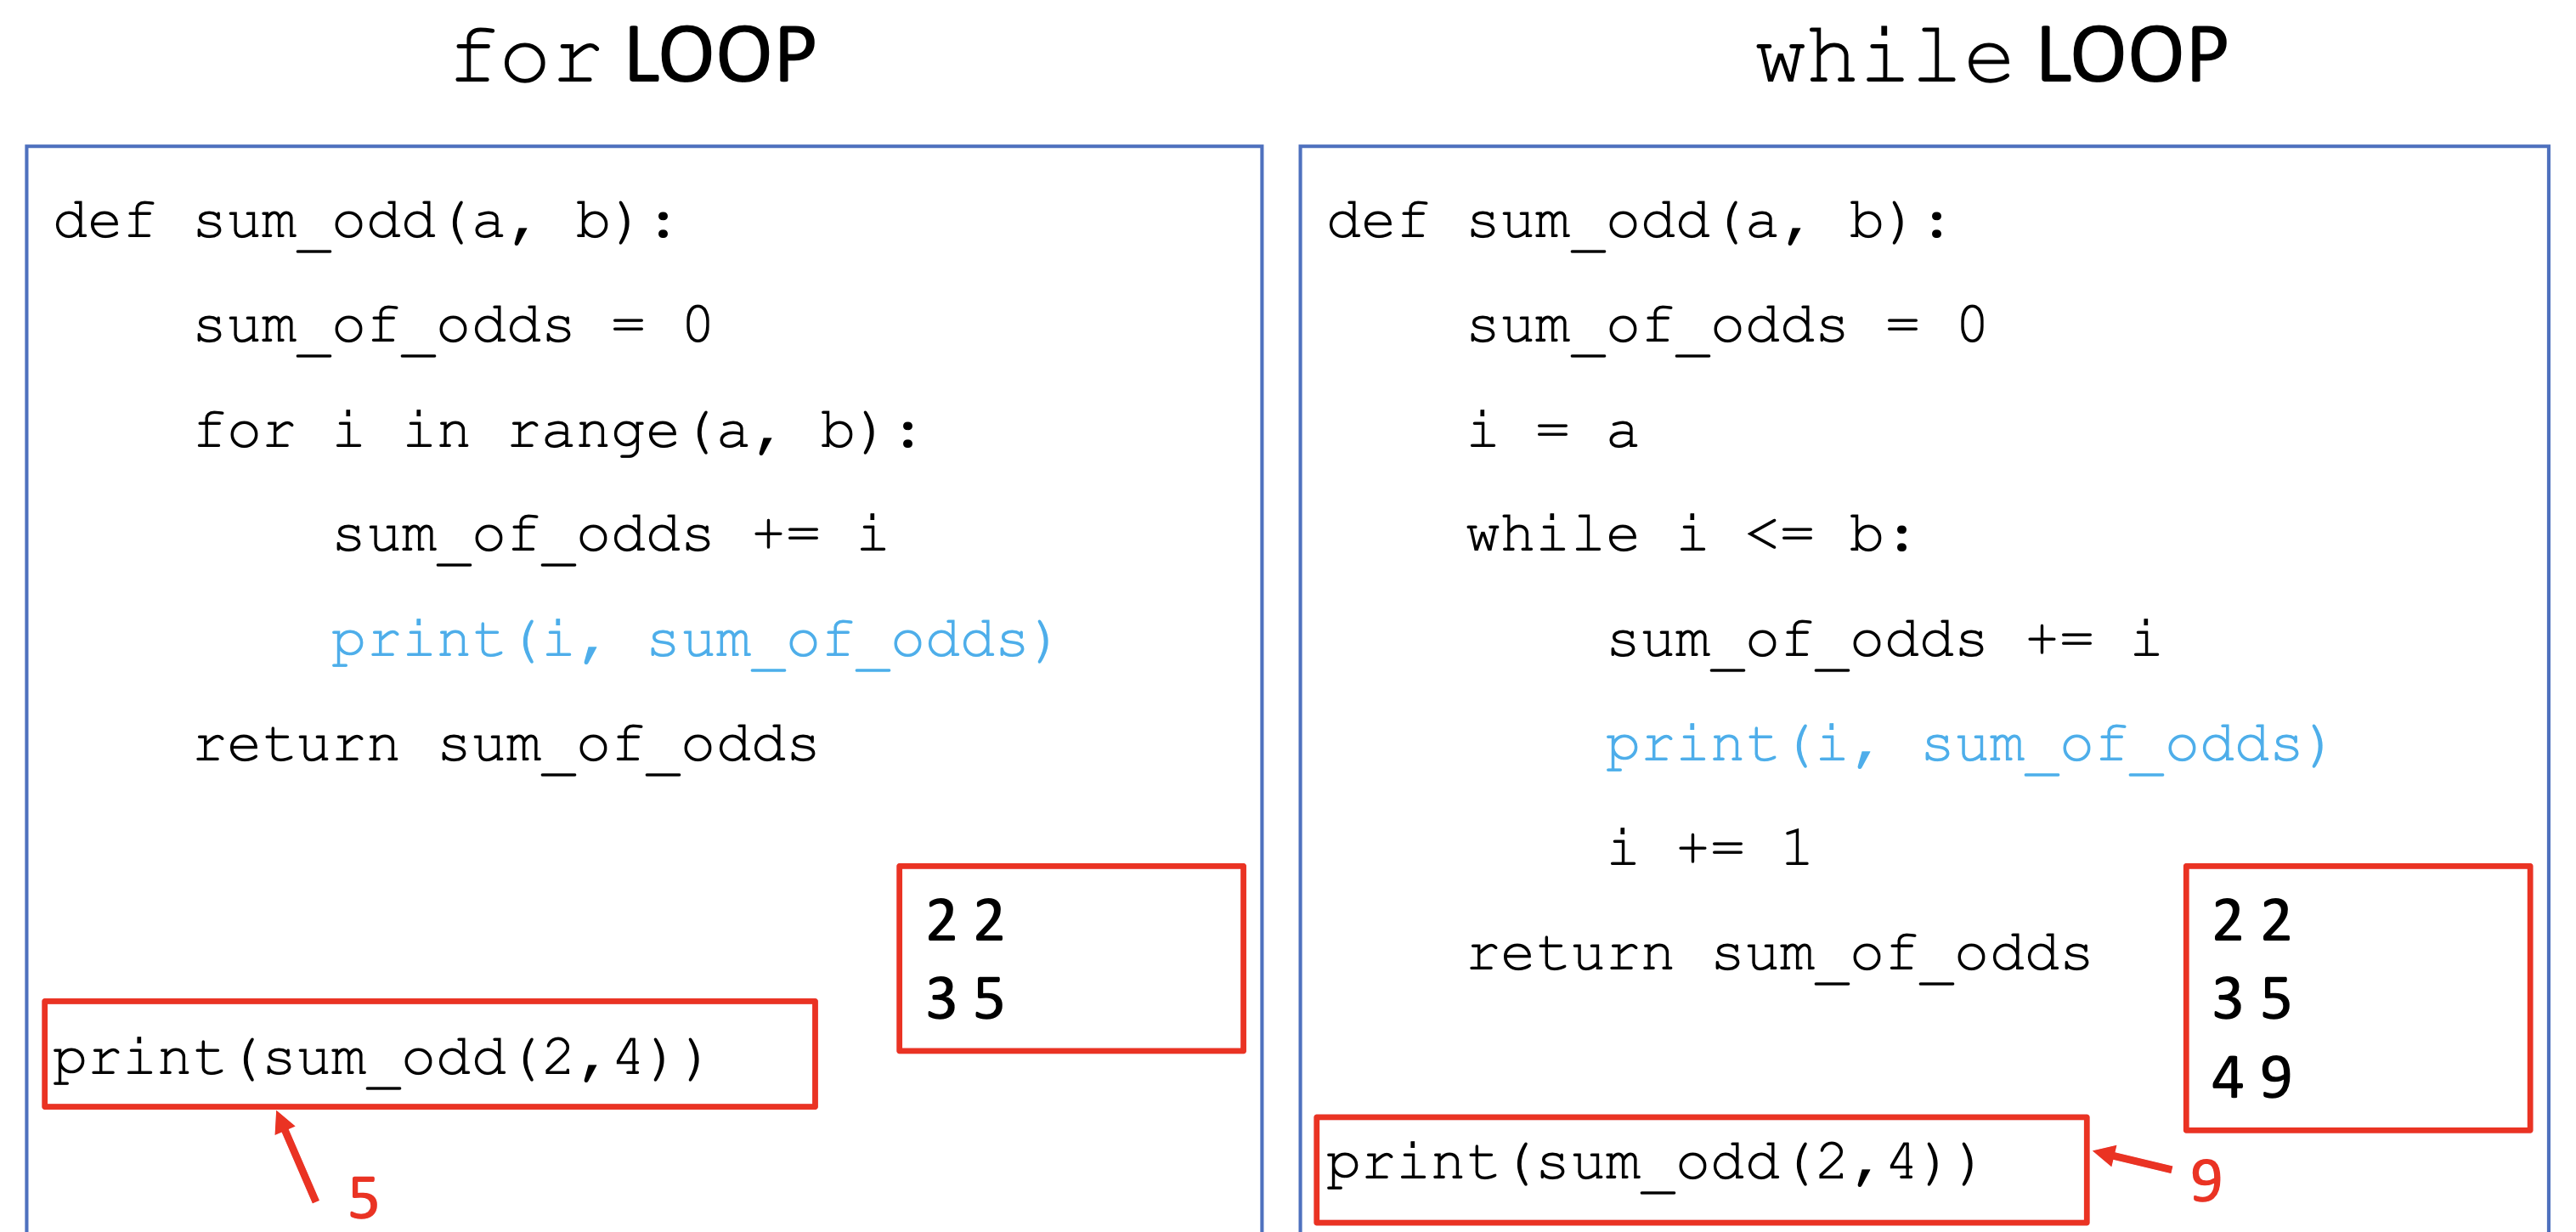 for LOOP
def sum_odd(a, b):
    sum_of_odds = 0
    for i in range(a, b):
        sum_of_odds += i
        print(i, sum_of_odds)
    return sum_of_odds
2 2
3 5
print(sum_odd(2,4))
5
while LOOP
def sum_odd(a, b):
    sum_of_odds = 0
    i = a
    while i <= b:
        sum_of_odds += i
        print(i, sum_of_odds)
        i += 1
    return sum_of_odds
2 2
3 5
4 9
print(sum_odd(2,4))
9